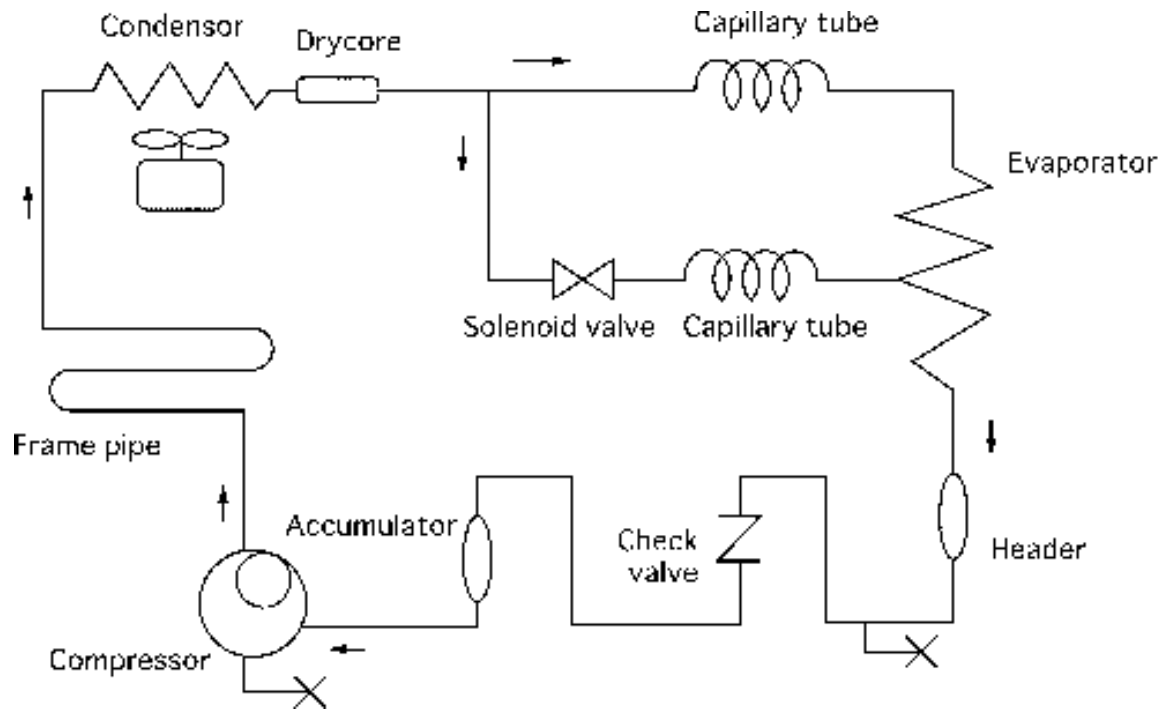 Condensor
Drycore
Capillary tube
Evaporator
Solenoid valve
Capillary tube
Frame pipe
Accumulator
Check
valve
Header
Compressor